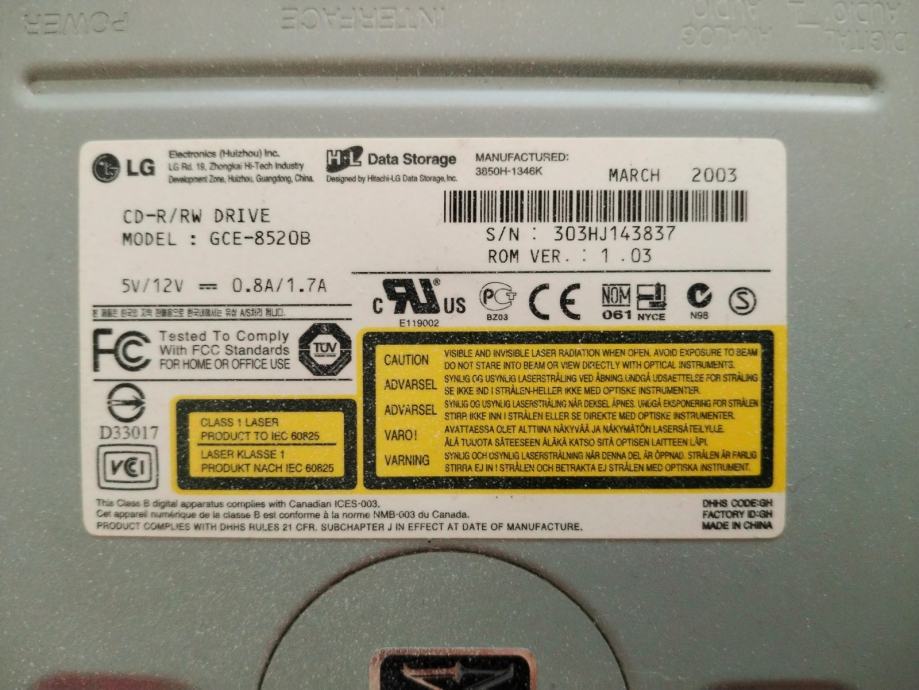 POWER
INTERFACE
ANALOG AUDIO
DIGITAL AUDIO
LG
Electronics (Huizhou) Inc.
LG Rd. 19, Zhongkai Hi-Tech Industry
Development Zone, Huizhou, Guangdong, China.
H·L Data Storage
Designed by Hitachi-LG Data Storage, Inc.
MANUFACTURED:
3850H-1346K
MARCH 2003
CD-R/RW DRIVE
MODEL : GCE-8520B
S/N : 303HJ143837
ROM VER. : 1 .03
5V/12V ⎓ 0.8A/1.7A
C RU ® US
E119002
PCT
BZ03
CE
NOM
061
NYCE
N98
S
FC
Tested To Comply
With FCC Standards
FOR HOME OR OFFICE USE
TUV
D33017
VCI
CLASS 1 LASER
PRODUCT TO IEC 60825
LASER KLASSE 1
PRODUKT NACH IEC 60825
CAUTION VISIBLE AND INVISIBLE LASER RADIATION WHEN OPEN. AVOID EXPOSURE TO BEAM
DO NOT STARE INTO BEAM OR VIEW DIRECTLY WITH OPTICAL INSTRUMENTS.
ADVARSEL SYNLIG OG USYNLIG LASERSTRÅLING VED ÅBNING.UNDGÅ UDSAETTELSE FOR STRÅLING
SE IKKE IND I STRÅLEN-HELLER IKKE MED OPTISKE INSTRUMENTER.
ADVARSEL SYNLIG OG USYNLIG LASERSTRÅLING NÅR DEKSEL ÅPNES. UNLGÅ EKSPONERING FOR STRÅLEN
STIRR IKKE INN I STRÅLEN ELLER SE DIREKTE MED OPTISKE INSTRUMENTER.
VARO! AVATTAESSA OLET ALTTIINA NÄKYVÄÄ JA NÄKYMÄTÖN LASERSÄTEILYLLE.
ÄLÄ TUIJOTA SÄTEESEEN ÄLÄKÄ KATSO SITÄ OPTISEN LAITTEEN LÄPI.
VARNING SYNLIG OCH OSYNLIG LASERSTRÅLNING NÄR DENNA DEL ÄR ÖPPNAD. STRÅLEN ÄR FARLIG
STIRRA EJ IN I STRÅLEN OCH BETRAKTA EJ STRÅLEN MED OPTISKA INSTRUMENT.
This Class B digital apparatus complies with Canadian ICES-003.
Cet appareil numérique de la classe B est conforme à la norme NMB-003 du Canada.
PRODUCT COMPLIES WITH DHHS RULES 21 CFR. SUBCHAPTER J IN EFFECT AT DATE OF MANUFACTURE.
DHHS CODE:GH
FACTORY ID:GH
MADE IN CHINA